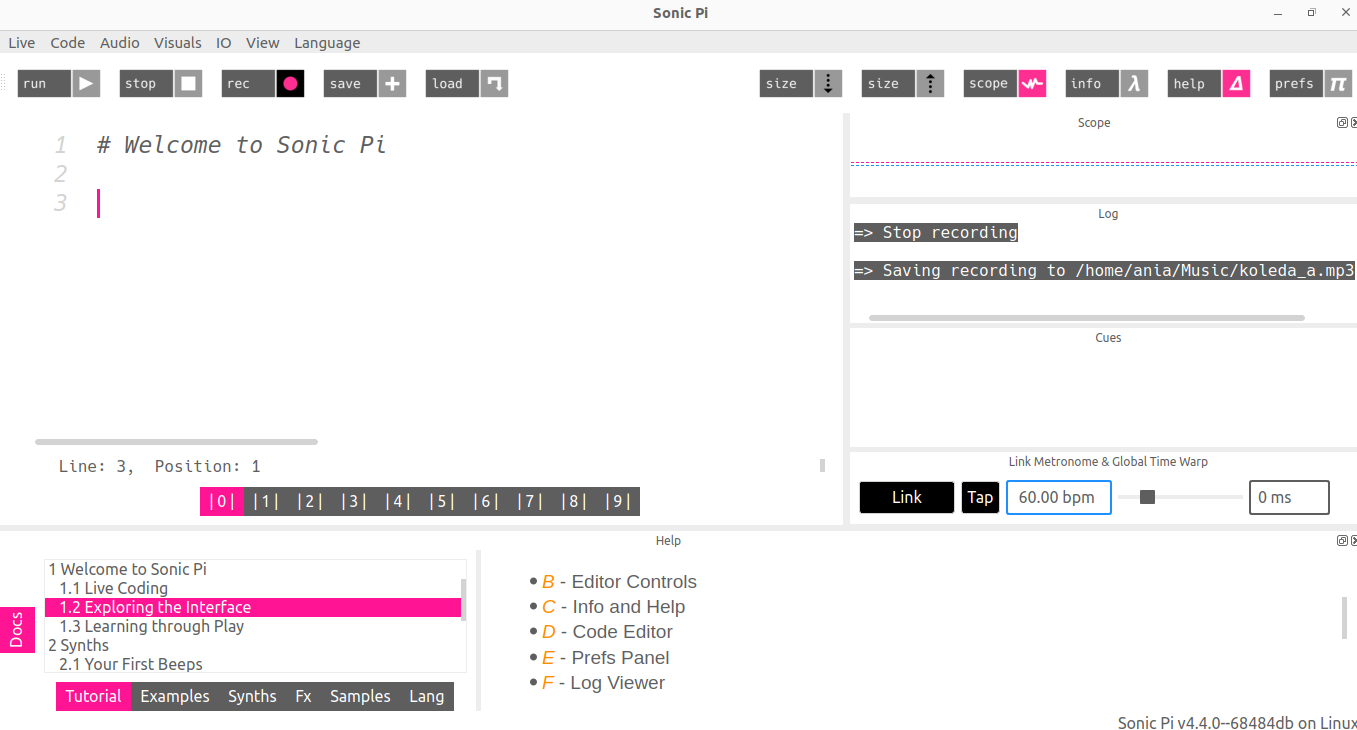 Sonic Pi
Live Code Audio Visuals IO View Language
run stop rec save load size size scope info help prefs
1 # Welcome to Sonic Pi
2
3
Line: 3, Position: 1
|0| |1| |2| |3| |4| |5| |6| |7| |8| |9|
Scope
Log
=> Stop recording
=> Saving recording to /home/ania/Music/koleda_a.mp3
Cues
Link Metronome & Global Time Warp
Link Tap 60.00 bpm 0 ms
Help
Docs
1 Welcome to Sonic Pi
1.1 Live Coding
1.2 Exploring the Interface
1.3 Learning through Play
2 Synths
2.1 Your First Beeps
Tutorial Examples Synths Fx Samples Lang
B - Editor Controls
C - Info and Help
D - Code Editor
E - Prefs Panel
F - Log Viewer
Sonic Pi v4.4.0--68484db on Linux